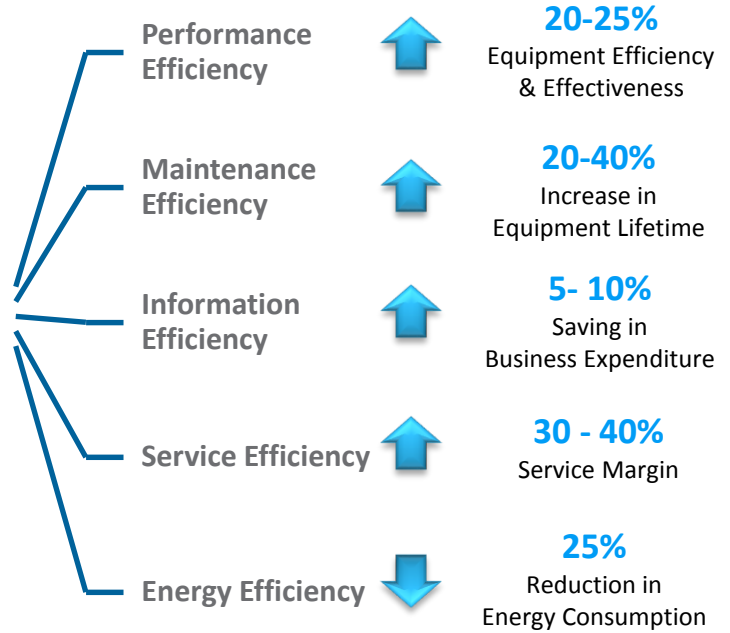 Performance
Efficiency
20-25%
Equipment Efficiency
& Effectiveness
Maintenance
Efficiency
20-40%
Increase in
Equipment Lifetime
Information
Efficiency
5- 10%
Saving in
Business Expenditure
Service Efficiency
30 - 40%
Service Margin
Energy Efficiency
25%
Reduction in
Energy Consumption